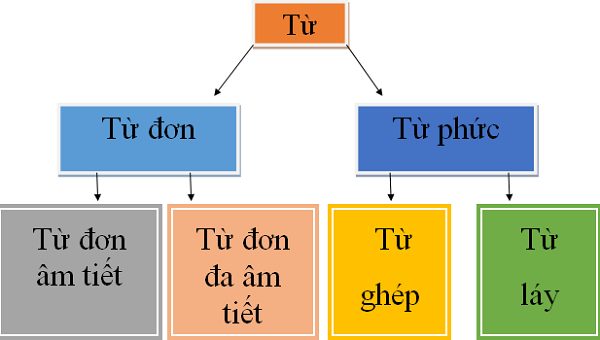 Từ
Từ đơn
Từ phức
Từ đơn
âm tiết
Từ đơn
đa âm
tiết
Từ
ghép
Từ
láy